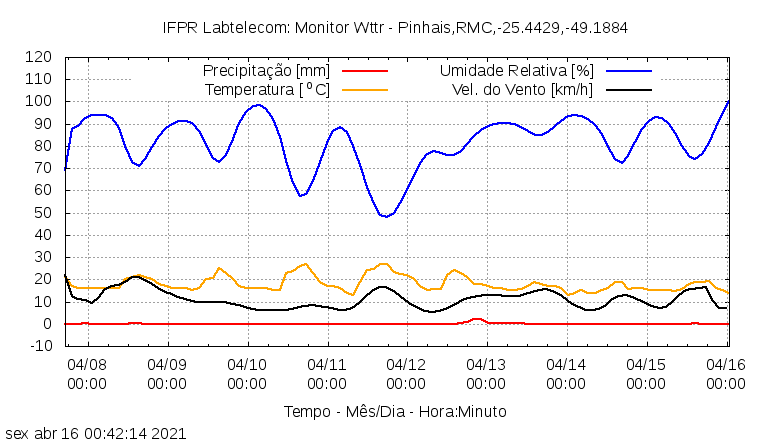 IFPR Labtelecom: Monitor Wttr - Pinhais,RMC,-25.4429,-49.1884
120
110
100
90
80
70
60
50
40
30
20
10
0
-10
Precipitação [mm]
Temperatura [⁰C]
Umidade Relativa [%]
Vel. do Vento [km/h]
04/08 04/09 04/10 04/11 04/12 04/13 04/14 04/15 04/16
00:00 00:00 00:00 00:00 00:00 00:00 00:00 00:00 00:00
Tempo - Mês/Dia - Hora:Minuto
sex abr 16 00:42:14 2021